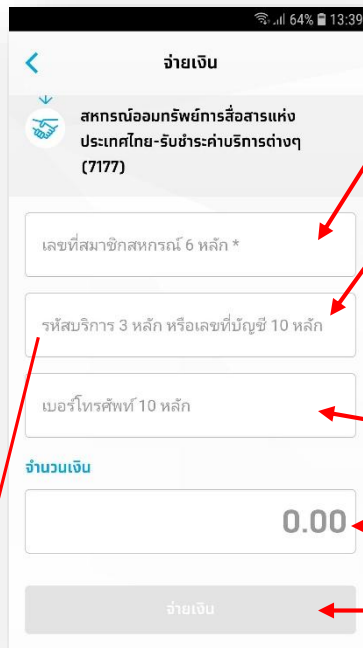 64% 13:39
จ่ายเงิน
สหกรณ์ออมทรัพย์การสื่อสารแห่ง
ประเทศไทย-รับชำระค่าบริการต่างๆ
(7177)
เลขที่สมาชิกสหกรณ์ 6 หลัก *
รหัสบริการ 3 หลัก หรือเลขที่บัญชี 10 หลัก
เบอร์โทรศัพท์ 10 หลัก
จำนวนเงิน
0.00
จ่ายเงิน